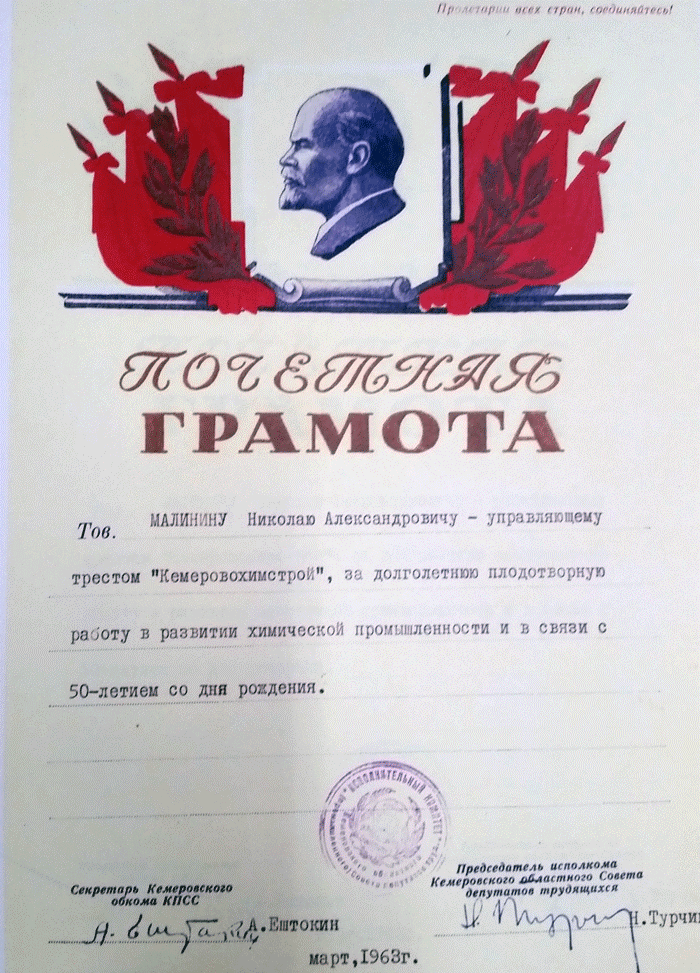 Пролетарии всех стран, соединяйтесь!
ПОЧЕТНАЯ
ГРАМОТА
Тов. МАЛИНИНУ Николаю Александровичу - управляющему
трестом "Кемеровохимстрой", за долголетнюю плодотворную
работу в развитии химической промышленности и в связи с
50-летием со дня рождения.
ИСПОЛНИТЕЛЬНЫЙ КОМИТЕТ
Кемеровского областного
Секретарь Кемеровского
обкома КПСС
А.Ештокин
Председатель исполкома
Кемеровского областного Совета
депутатов трудящихся
Н.Турчин
март,1963г.